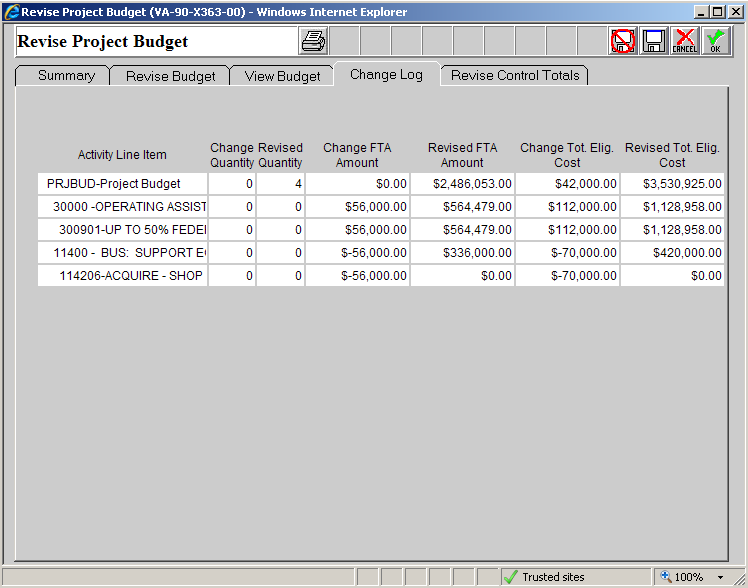 Revise Project Budget (VA-90-X363-00) - Windows Internet Explorer
Revise Project Budget
CANCEL OK
Summary Revise Budget View Budget Change Log Revise Control Totals
Activity Line Item Change Quantity Revised Quantity Change FTA Amount Revised FTA Amount Change Tot. Elig. Cost Revised Tot. Elig. Cost
PRJBUD-Project Budget 0 4 $0.00 $2,486,053.00 $42,000.00 $3,530,925.00
30000 -OPERATING ASSIST 0 0 $56,000.00 $564,479.00 $112,000.00 $1,128,958.00
300901-UP TO 50% FEDE 0 0 $56,000.00 $564,479.00 $112,000.00 $1,128,958.00
11400 - BUS: SUPPORT E 0 0 $-56,000.00 $336,000.00 $-70,000.00 $420,000.00
114206-ACQUIRE - SHOP 0 0 $-56,000.00 $0.00 $-70,000.00 $0.00
Trusted sites 100%